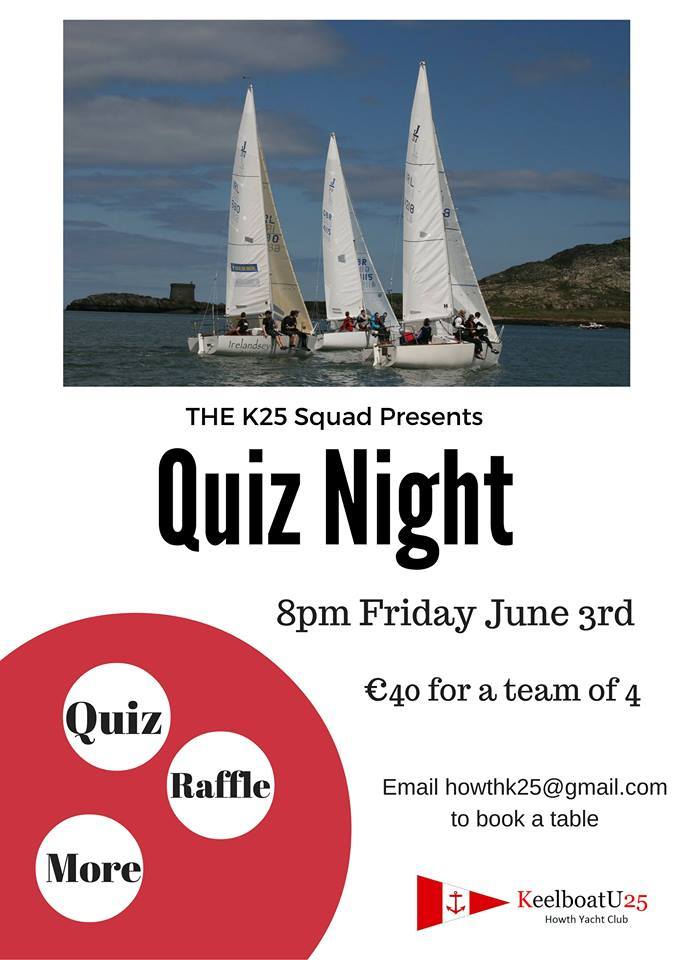 THE K25 Squad Presents
Quiz Night
8pm Friday June 3rd
€40 for a team of 4
Quiz
Raffle
More
Email howthk25@gmail.com
to book a table
KeelboatU25
Howth Yacht Club